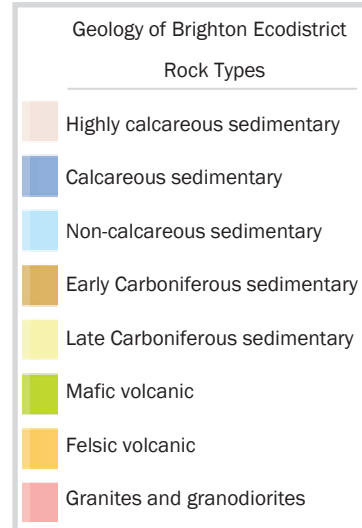 Geology of Brighton Ecodistrict
Rock Types
Highly calcareous sedimentary
Calcareous sedimentary
Non-calcareous sedimentary
Early Carboniferous sedimentary
Late Carboniferous sedimentary
Mafic volcanic
Felsic volcanic
Granites and granodiorites